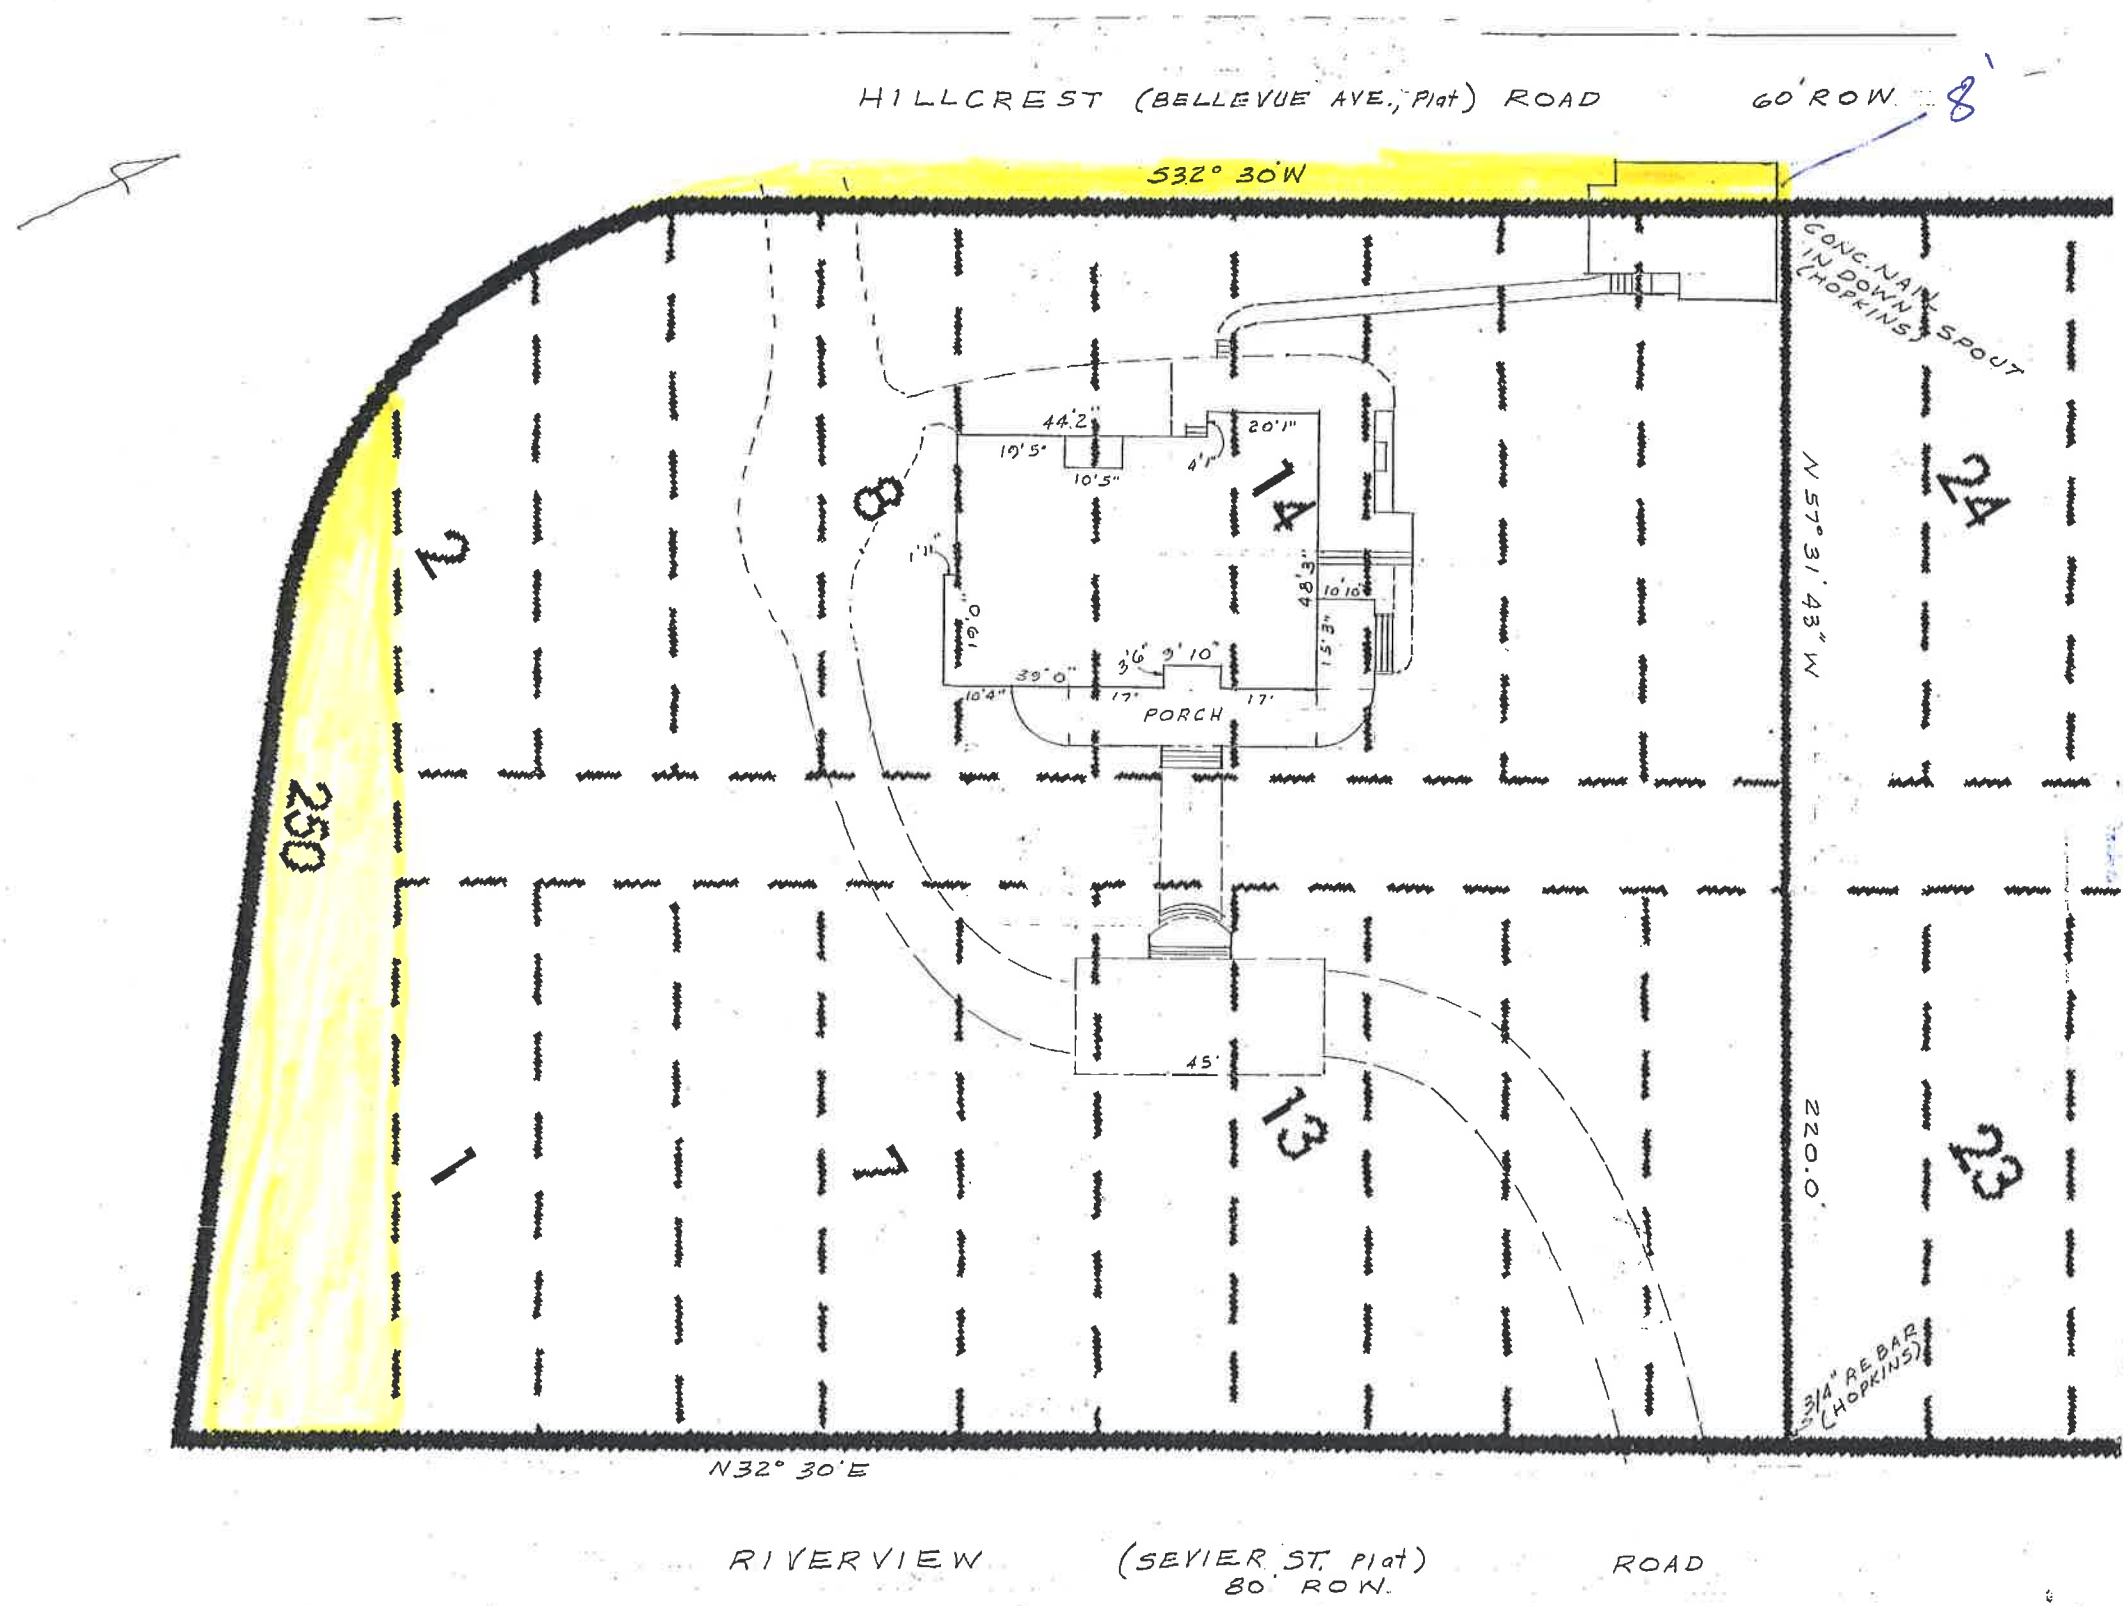 8'
HILLCREST (BELLEVUE AVE., Plat) ROAD 60' ROW
S32° 30'W
CONC. NAIL
IN DOWN SPOUT
(HOPKINS)
44'2"
20'1"
19'5"
4'1"
10'5"
14
8
2
24
N 57° 31' 43" W
48'3"
10'10"
19'0"
15'3"
3'6"
9'10"
39'0"
10'4"
17'
17'
PORCH
250
45'
13
1
7
23
220.0'
3/4" REBAR
(HOPKINS)
N32° 30'E
RIVERVIEW (SEVIER ST. Plat) ROAD
80' ROW.